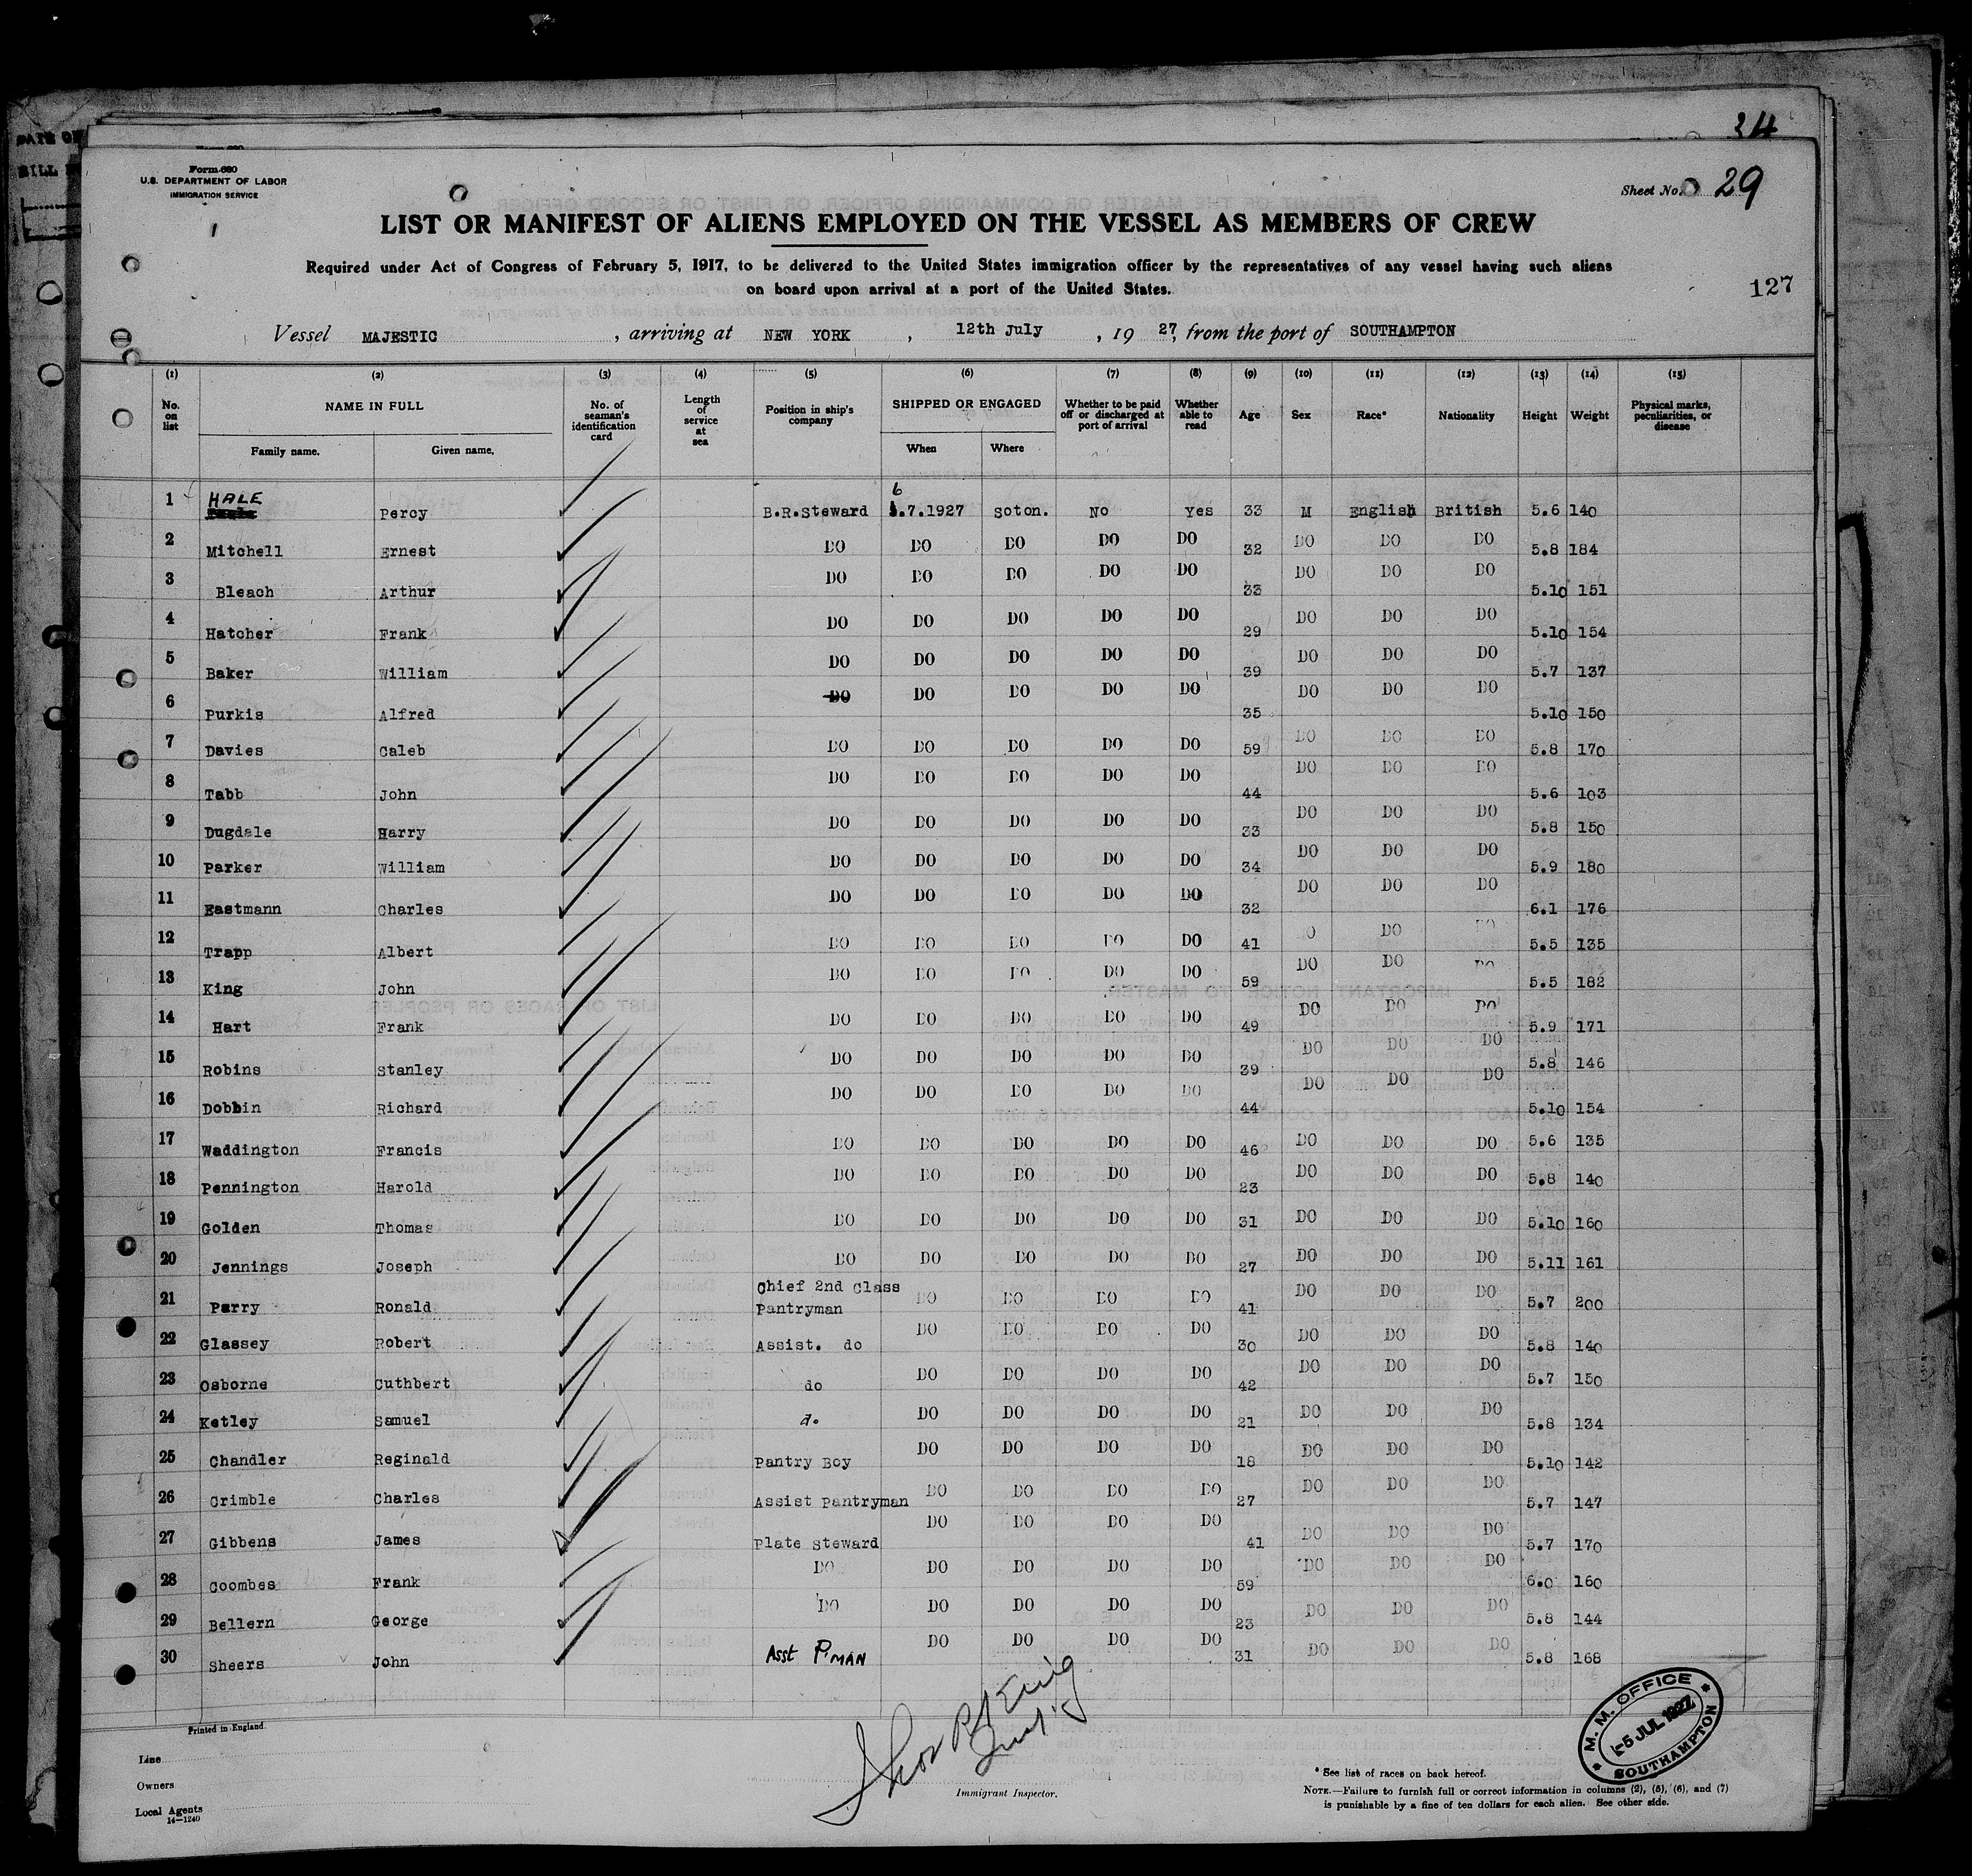 34
Form 680
U.S. DEPARTMENT OF LABOR
IMMIGRATION SERVICE
Sheet No. 29
LIST OR MANIFEST OF ALIENS EMPLOYED ON THE VESSEL AS MEMBERS OF CREW
Required under Act of Congress of February 5, 1917, to be delivered to the United States immigration officer by the representatives of any vessel having such aliens
on board upon arrival at a port of the United States.
127
Vessel MAJESTIC, arriving at NEW YORK, 12th July, 1927, from the port of SOUTHAMPTON
(1) (2) (3) (4) (5) (6) (7) (8) (9) (10) (11) (12) (13) (14) (15)
No. on list NAME IN FULL Family name. Given name. No. of seaman's identification card Length of service at sea Position in ship's company SHIPPED OR ENGAGED When Where Whether to be paid off or discharged at port of arrival Whether able to read Age Sex Race* Nationality Height Weight Physical marks, peculiarities, or disease
1 HALE Percy B.R.Steward 6.7.1927 Soton. No Yes 33 M English British 5.6 140
2 Mitchell Ernest DO DO DO DO DO 32 DO DO DO 5.8 184
3 Bleach Arthur DO DO DO DO DO 33 DO DO DO 5.10 151
4 Hatcher Frank DO DO DO DO DO 29 DO DO DO 5.10 154
5 Baker William DO DO DO DO DO 39 DO DO DO 5.7 137
6 Purkis Alfred DO DO DO DO DO 35 DO DO DO 5.10 150
7 Davies Caleb DO DO DO DO DO 59 DO DO DO 5.8 170
8 Tabb John DO DO DO DO DO 44 DO DO DO 5.6 103
9 Dugdale Harry DO DO DO DO DO 33 DO DO DO 5.8 150
10 Parker William DO DO DO DO DO 34 DO DO DO 5.9 180
11 Eastmann Charles DO DO DO DO DO 32 DO DO DO 6.1 176
12 Trapp Albert DO DO DO DO DO 41 DO DO DO 5.5 135
13 King John DO DO DO DO DO 59 DO DO DO 5.5 182
14 Hart Frank DO DO DO DO DO 49 DO DO DO 5.9 171
15 Robins Stanley DO DO DO DO DO 39 DO DO DO 5.8 146
16 Dobbin Richard DO DO DO DO DO 44 DO DO DO 5.10 154
17 Waddington Francis DO DO DO DO DO 46 DO DO DO 5.6 135
18 Pennington Harold DO DO DO DO DO 23 DO DO DO 5.8 140
19 Golden Thomas DO DO DO DO DO 31 DO DO DO 5.10 160
20 Jennings Joseph DO DO DO DO DO 27 DO DO DO 5.11 161
21 Parry Ronald Chief 2nd Class Pantryman DO DO DO DO 41 DO DO DO 5.7 200
22 Glassey Robert Assist. do DO DO DO DO 30 DO DO DO 5.8 140
23 Osborne Cuthbert do DO DO DO DO 42 DO DO DO 5.7 150
24 Ketley Samuel do DO DO DO DO 21 DO DO DO 5.8 134
25 Chandler Reginald Pantry Boy DO DO DO DO 18 DO DO DO 5.10 142
26 Crimble Charles Assist Pantryman DO DO DO DO 27 DO DO DO 5.7 147
27 Gibbens James Plate Steward DO DO DO DO 41 DO DO DO 5.7 170
28 Coombes Frank DO DO DO DO DO 59 DO DO DO 6.0 160
29 Bellern George DO DO DO DO DO 23 DO DO DO 5.8 144
30 Sheers John Asst P.MAN DO DO DO DO 31 DO DO DO 5.8 168
Printed in England.
Line
Owners
Local Agents
14—1240
Immigrant Inspector.
M. M. OFFICE
-5 JUL 1927
SOUTHAMPTON
* See list of races on back hereof.
NOTE.—Failure to furnish full or correct information in columns (2), (5), (6), and (7)
is punishable by a fine of ten dollars for each alien. See other side.